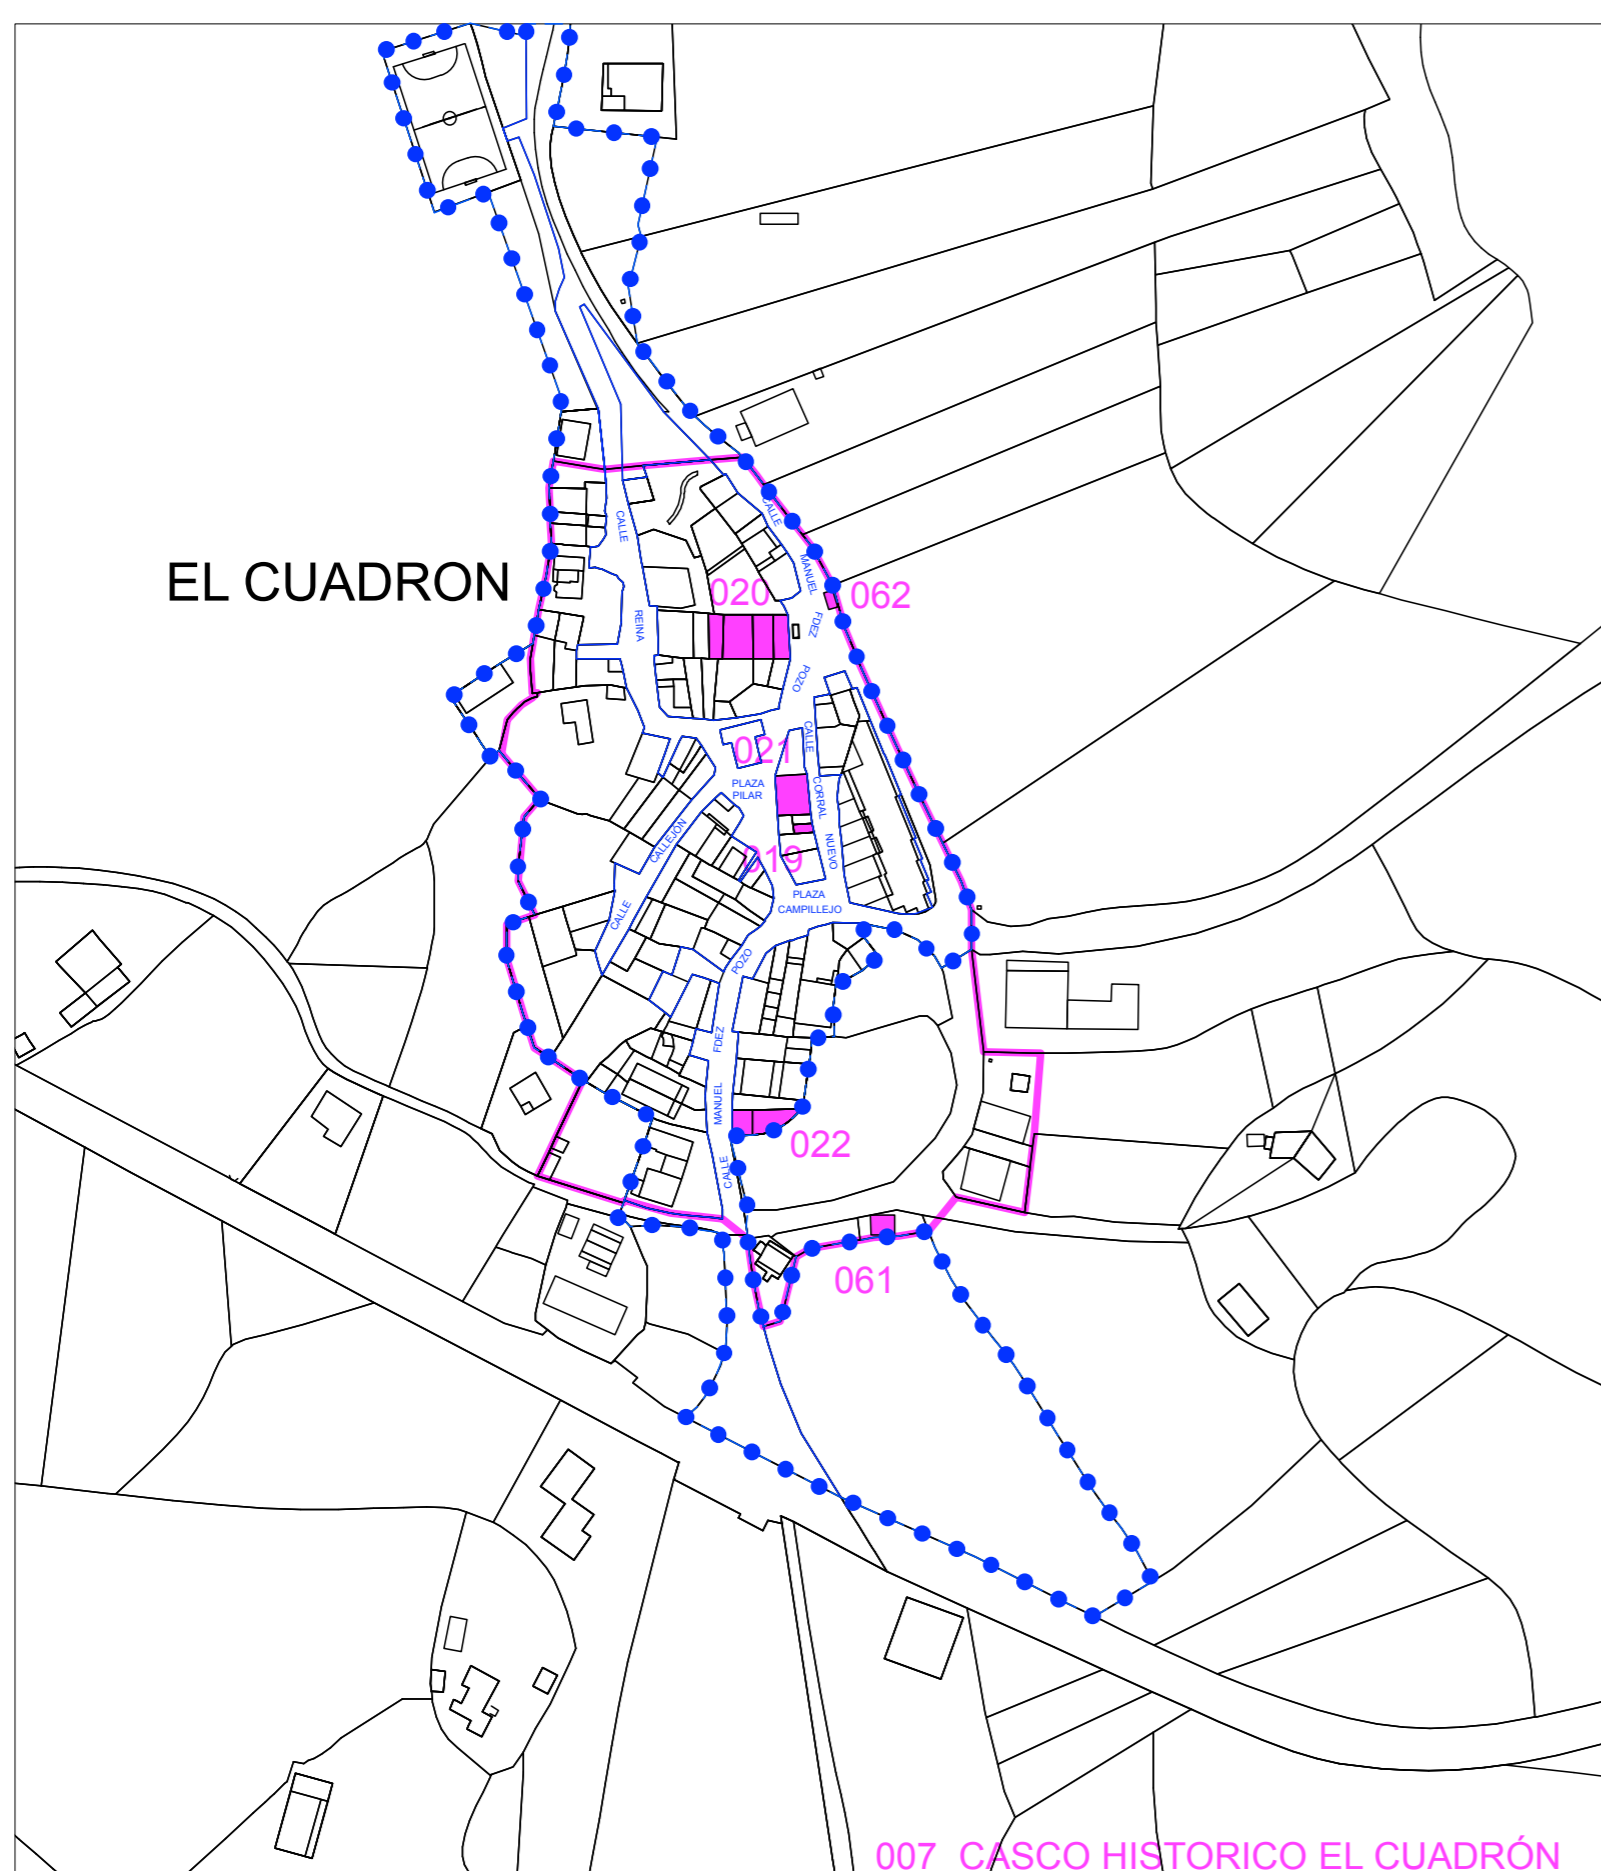 EL CUADRON
CALLE
CALLE
MANUEL
020
062
FDEZ
REINA
POZO
CALLE
021
PLAZA
PILAR
CORRAL
CALLEJÓN
NUEVO
019
PLAZA
CAMPILLEJO
CALLE
POZO
FDEZ
MANUEL
022
CALLE
061
007 CASCO HISTORICO EL CUADRÓN